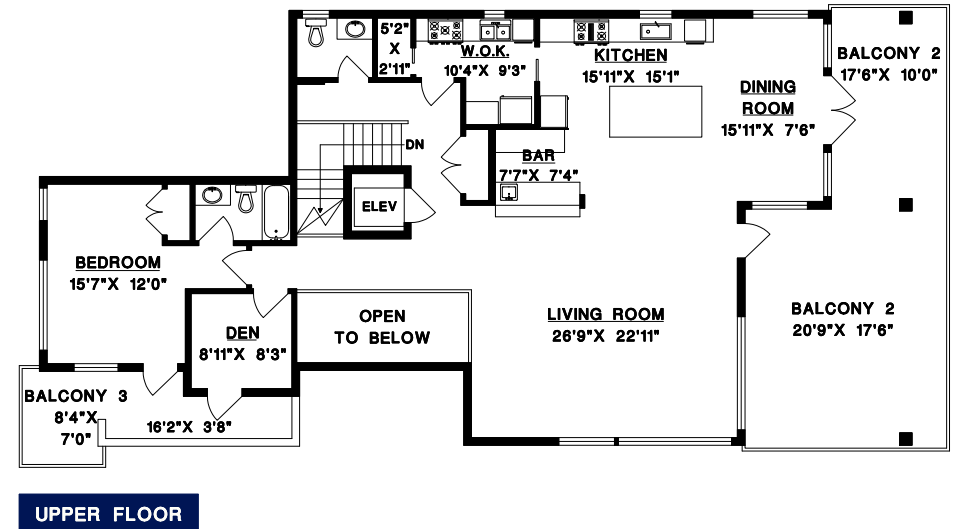 5'2"
X
2'11"
W.O.K.
10'4"X 9'3"
KITCHEN
15'11"X 15'1"
BALCONY 2
17'6"X 10'0"
DINING
ROOM
15'11"X 7'6"
DN
BAR
7'7"X 7'4"
ELEV
BEDROOM
15'7"X 12'0"
OPEN
TO BELOW
LIVING ROOM
26'9"X 22'11"
BALCONY 2
20'9"X 17'6"
DEN
8'11"X 8'3"
BALCONY 3
8'4"X
7'0"
16'2"X 3'8"
UPPER FLOOR